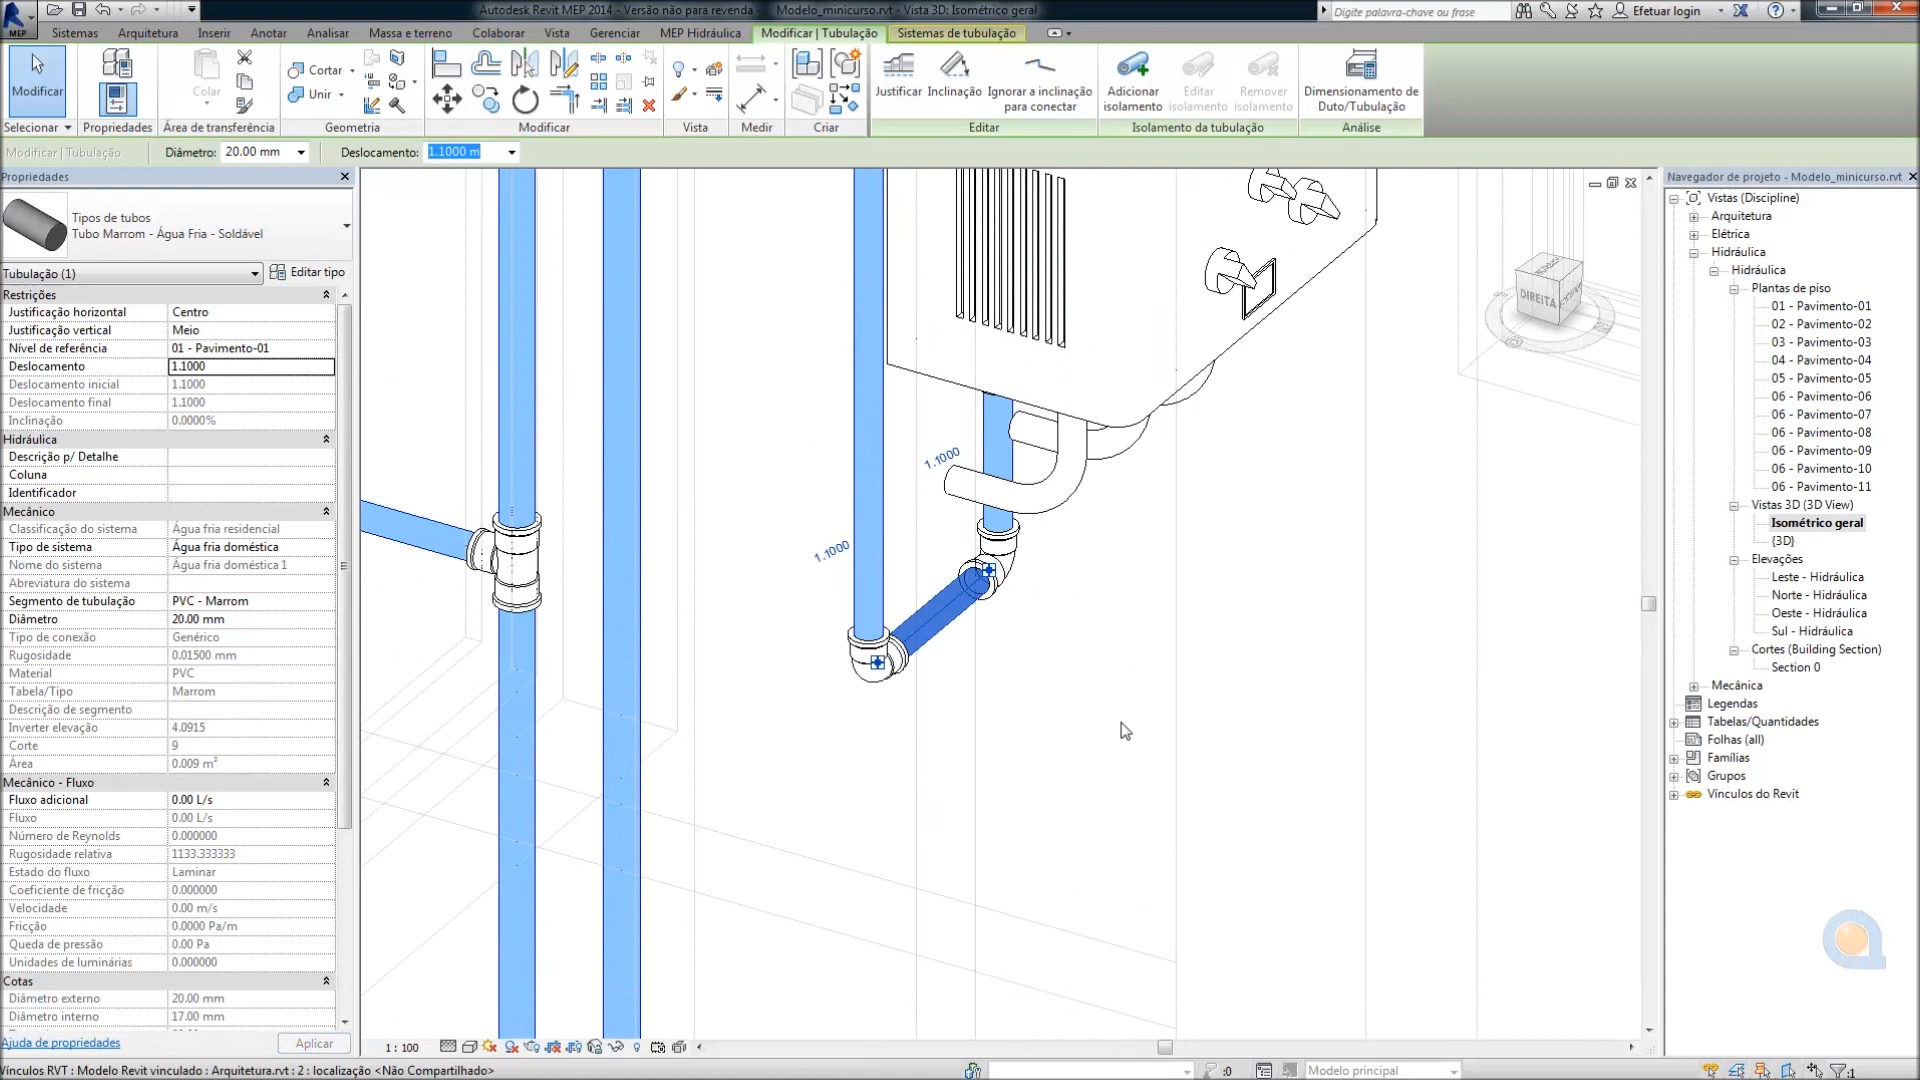 Autodesk Revit MEP 2014 - Versão não para revenda - Modelo_minicurso.rvt - Vista 3D: Isométrico geral
Digite palavra-chave ou frase
Efetuar login
MEP
Sistemas Arquitetura Inserir Anotar Analisar Massa e terreno Colaborar Vista Gerenciar MEP Hidráulica Modificar | Tubulação Sistemas de tubulação
Modificar
Colar
Cortar
Unir
Justificar Inclinação Ignorar a inclinação para conectar
Adicionar isolamento Editar isolamento Remover isolamento
Dimensionamento de Duto/Tubulação
Selecionar Propriedades Área de transferência Geometria Modificar Vista Medir Criar Editar Isolamento da tubulação Análise
Modificar | Tubulação Diâmetro: 20.00 mm Deslocamento: 1.1000 m
Propriedades
Tipos de tubos
Tubo Marrom - Água Fria - Soldável
Tubulação (1) Editar tipo
Restrições
Justificação horizontal Centro
Justificação vertical Meio
Nível de referência 01 - Pavimento-01
Deslocamento 1.1000
Deslocamento inicial 1.1000
Deslocamento final 1.1000
Inclinação 0.0000%
Hidráulica
Descrição p/ Detalhe
Coluna
Identificador
Mecânico
Classificação do sistema Água fria residencial
Tipo de sistema Água fria doméstica
Nome do sistema Água fria doméstica 1
Abreviatura do sistema
Segmento de tubulação PVC - Marrom
Diâmetro 20.00 mm
Tipo de conexão Genérico
Rugosidade 0.01500 mm
Material PVC
Tabela/Tipo Marrom
Descrição de segmento
Inverter elevação 4.0915
Corte 9
Área 0.009 m²
Mecânico - Fluxo
Fluxo adicional 0.00 L/s
Fluxo 0.00 L/s
Número de Reynolds 0.000000
Rugosidade relativa 1133.333333
Estado do fluxo Laminar
Coeficiente de fricção 0.000000
Velocidade 0.00 m/s
Fricção 0.0000 Pa/m
Queda de pressão 0.00 Pa
Unidades de luminárias 0.000000
Cotas
Diâmetro externo 20.00 mm
Diâmetro interno 17.00 mm
Ajuda de propriedades Aplicar
1.1000
1.1000
DIREITA
1 : 100
Navegador de projeto - Modelo_minicurso.rvt
Vistas (Discipline)
Arquitetura
Elétrica
Hidráulica
Hidráulica
Plantas de piso
01 - Pavimento-01
02 - Pavimento-02
03 - Pavimento-03
04 - Pavimento-04
05 - Pavimento-05
06 - Pavimento-06
06 - Pavimento-07
06 - Pavimento-08
06 - Pavimento-09
06 - Pavimento-10
06 - Pavimento-11
Vistas 3D (3D View)
Isométrico geral
{3D}
Elevações
Leste - Hidráulica
Norte - Hidráulica
Oeste - Hidráulica
Sul - Hidráulica
Cortes (Building Section)
Section 0
Mecânica
Legendas
Tabelas/Quantidades
Folhas (all)
Famílias
Grupos
Vínculos do Revit
Vínculos RVT : Modelo Revit vinculado : Arquitetura.rvt : 2 : localização <Não Compartilhado>
:0
Modelo principal
:1